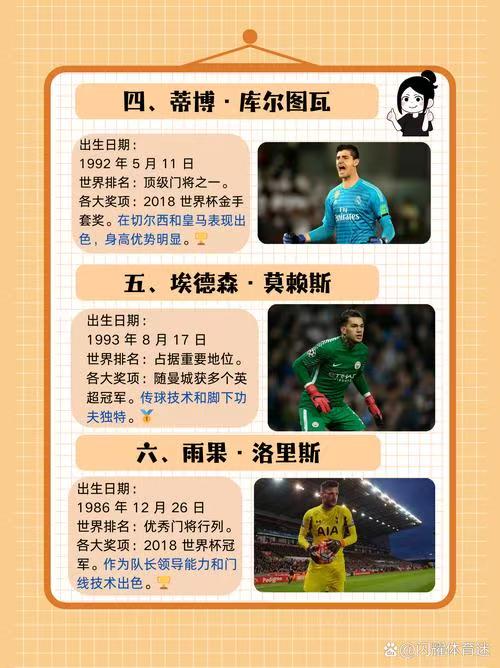 四、蒂博·库尔图瓦
出生日期：
1992 年 5 月 11 日
世界排名：顶级门将之一。
各大奖项：2018 世界杯金手
套奖。在切尔西和皇马表现出
色，身高优势明显。🏆
Emirates
五、埃德森·莫赖斯
出生日期：
1993 年 8 月 17 日
世界排名：占据重要地位。
各大奖项：随曼城获多个英
超冠军。传球技术和脚下功
夫独特。🏅
六、雨果·洛里斯
出生日期：
1986 年 12 月 26 日
世界排名：优秀门将行列。
各大奖项：2018 世界杯冠
军。作为队长领导能力和门
线技术出色。🏆
AIA
Pedigree
@闪耀体育迷